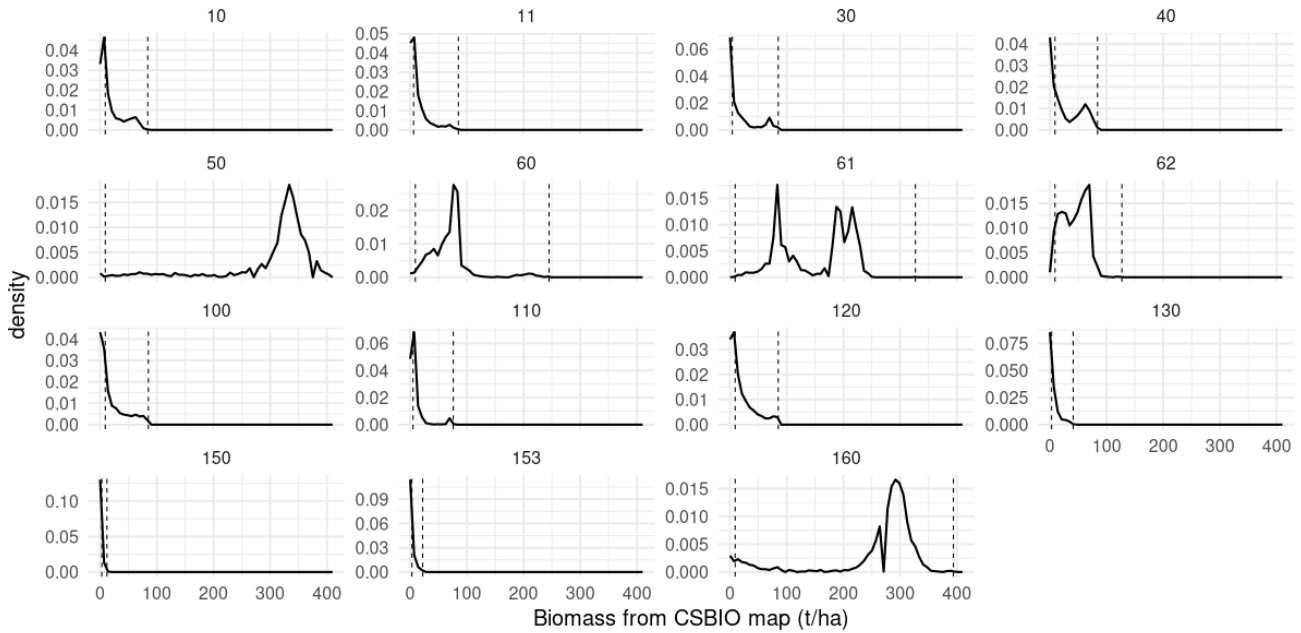 10 11 30 40
0.04 0.05 0.06 0.04
0.03 0.04 0.04 0.03
0.02 0.03 0.02 0.02
0.01 0.02 0.00 0.01
0.00 0.01 0.00
0.00
50 60 61 62
0.015 0.02 0.015 0.015
0.010 0.01 0.010 0.010
0.005 0.00 0.005 0.005
0.000 0.000 0.000
density
100 110 120 130
0.04 0.06 0.03 0.075
0.03 0.04 0.02 0.050
0.02 0.02 0.01 0.025
0.01 0.00 0.00 0.000
0.00
0 100 200 300 400
150 153 160
0.10 0.09 0.015
0.05 0.06 0.010
0.00 0.03 0.005
0.00 0.000
0 100 200 300 400 0 100 200 300 400 0 100 200 300 400
Biomass from CSBIO map (t/ha)